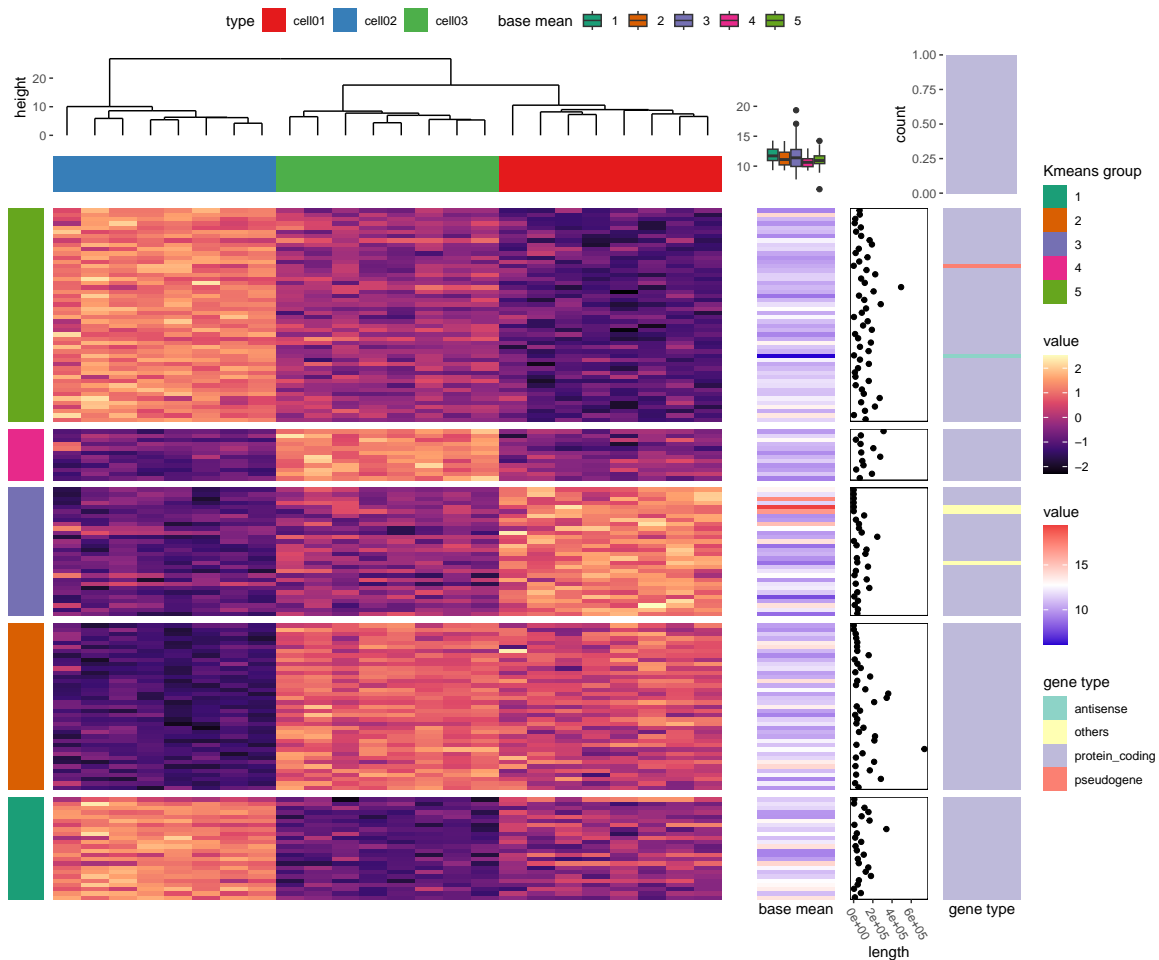 type cell01 cell02 cell03 base mean 1 2 3 4 5
height
20
10
0
20
15
10
count
1.00
0.75
0.50
0.25
0.00
Kmeans group
1
2
3
4
5
value
2
1
0
−1
−2
value
15
10
gene type
antisense
others
protein_coding
pseudogene
base mean
0e+00
2e+05
4e+05
6e+05
length
gene type